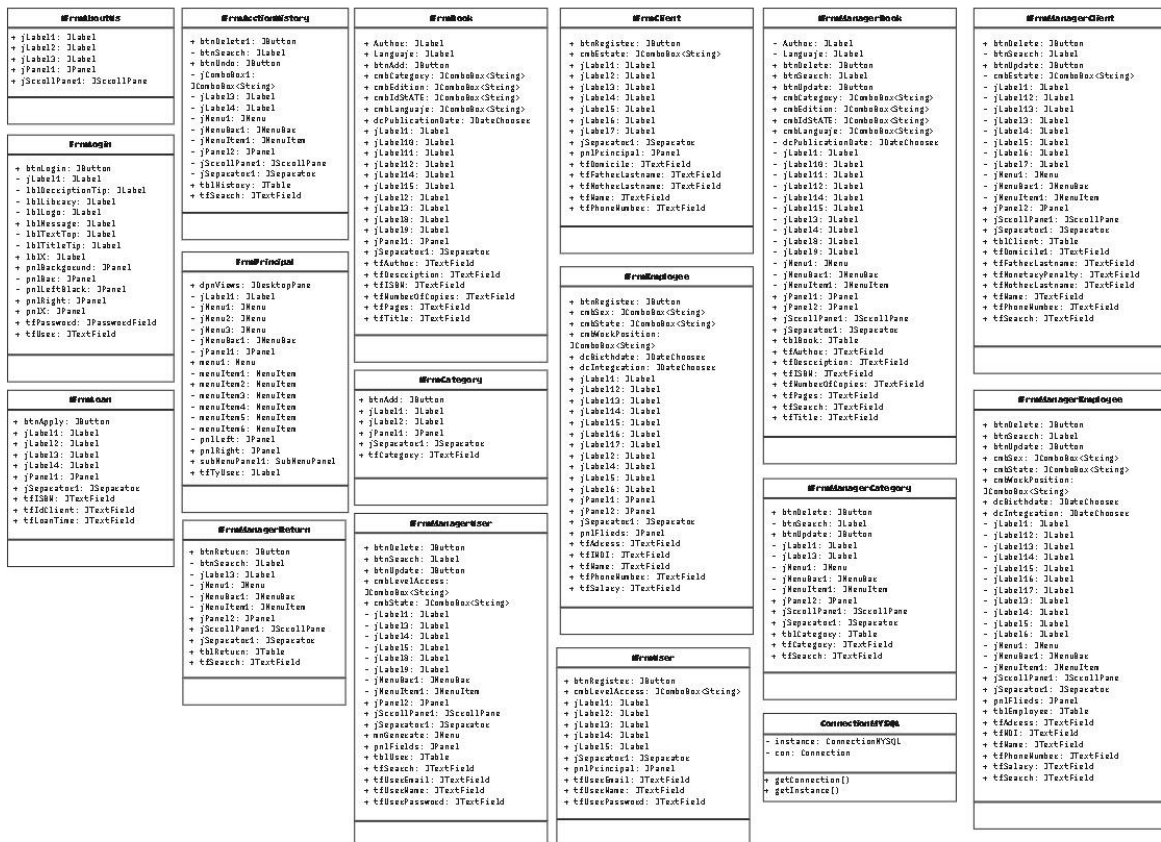 IFrmAboutUs
+ jLabel1: JLabel
+ jLabel2: JLabel
+ jLabel3: JLabel
+ jPanel1: JPanel
+ jScrollPane1: JScrollPane
IFrmLogin
+ btnLogin: JButton
- jLabel1: JLabel
- lblDecriptionTip: JLabel
- lblLibrary: JLabel
- lblLogo: JLabel
+ lblMessage: JLabel
- lblTextTop: JLabel
- lblTitleTip: JLabel
+ lblX: JLabel
+ pnlBackground: JPanel
- pnlBar: JPanel
- pnlLeftBlack: JPanel
+ pnlRight: JPanel
+ pnlX: JPanel
+ tfPassword: JPasswordField
+ tfUser: JTextField
IFrmLoan
+ btnApply: JButton
+ jLabel1: JLabel
+ jLabel2: JLabel
+ jLabel3: JLabel
+ jLabel4: JLabel
+ jPanel1: JPanel
+ jSeparator1: JSeparator
+ tfISBN: JTextField
+ tfIdClient: JTextField
+ tfLoanTime: JTextField
IFrmActionHistory
+ btnDelete1: JButton
- btnSearch: JLabel
+ btnUndo: JButton
- jComboBox1:
JComboBox<String>
- jLabel3: JLabel
- jLabel4: JLabel
- jMenu1: JMenu
- jMenuBar1: JMenuBar
- jMenuItem1: JMenuItem
+ jPanel2: JPanel
- jScrollPane1: JScrollPane
- jSeparator1: JSeparator
+ tblHistory: JTable
+ tfSearch: JTextField
FrmPrincipal
+ dpnViews: JDesktopPane
- jLabel1: JLabel
- jMenu1: JMenu
- jMenu2: JMenu
- jMenu3: JMenu
- jMenuBar1: JMenuBar
- jPanel1: JPanel
+ menu1: Menu
- menuItem1: MenuItem
- menuItem2: MenuItem
- menuItem3: MenuItem
- menuItem4: MenuItem
- menuItem5: MenuItem
- menuItem6: MenuItem
- pnlLeft: JPanel
+ pnlRight: JPanel
+ subMenuPanel1: SubMenuPanel
+ tfTyUser: JLabel
IFrmManagerReturn
+ btnReturn: JButton
- btnSearch: JLabel
- jLabel3: JLabel
- jMenu1: JMenu
- jMenuBar1: JMenuBar
- jMenuItem1: JMenuItem
+ jPanel2: JPanel
+ jScrollPane1: JScrollPane
+ jSeparator1: JSeparator
+ tblReturn: JTable
+ tfSearch: JTextField
IFrmBook
+ Author: JLabel
+ Languaje: JLabel
+ btnAdd: JButton
+ cmbCategory: JComboBox<String>
+ cmbEdition: JComboBox<String>
+ cmbIdStATE: JComboBox<String>
+ cmbLanguaje: JComboBox<String>
+ dcPublicationDate: JDateChooser
+ jLabel1: JLabel
+ jLabel10: JLabel
+ jLabel11: JLabel
+ jLabel12: JLabel
+ jLabel14: JLabel
+ jLabel15: JLabel
+ jLabel2: JLabel
+ jLabel3: JLabel
+ jLabel8: JLabel
+ jLabel9: JLabel
+ jPanel1: JPanel
+ jSeparator1: JSeparator
+ tfAuthor: JTextField
+ tfDescription: JTextField
+ tfISBN: JTextField
+ tfNumberOfCopies: JTextField
+ tfPages: JTextField
+ tfTitle: JTextField
IFrmCategory
+ btnAdd: JButton
+ jLabel1: JLabel
+ jLabel2: JLabel
+ jPanel1: JPanel
+ jSeparator1: JSeparator
+ tfCategory: JTextField
IFrmManagerUser
+ btnDelete: JButton
+ btnSearch: JLabel
+ btnUpdate: JButton
+ cmbLevelAccess:
JComboBox<String>
+ cmbState: JComboBox<String>
- jLabel1: JLabel
- jLabel3: JLabel
- jLabel4: JLabel
- jLabel5: JLabel
- jLabel8: JLabel
- jLabel9: JLabel
- jMenuBar1: JMenuBar
- jMenuItem1: JMenuItem
+ jPanel2: JPanel
+ jScrollPane1: JScrollPane
+ jSeparator1: JSeparator
+ mnGenerate: JMenu
+ pnlFields: JPanel
+ tblUser: JTable
+ tfSearch: JTextField
+ tfUserEmail: JTextField
+ tfUserName: JTextField
+ tfUserPassword: JTextField
IFrmClient
+ btnRegister: JButton
+ cmbEstate: JComboBox<String>
+ jLabel1: JLabel
+ jLabel2: JLabel
+ jLabel3: JLabel
+ jLabel4: JLabel
+ jLabel5: JLabel
+ jLabel6: JLabel
+ jLabel7: JLabel
+ jSeparator1: JSeparator
+ pnlPrincipal: JPanel
+ tfDomicile: JTextField
+ tfFatherLastname: JTextField
+ tfMotherLastname: JTextField
+ tfName: JTextField
+ tfPhoneNumber: JTextField
IFrmEmployee
+ btnRegister: JButton
+ cmbSex: JComboBox<String>
+ cmbState: JComboBox<String>
+ cmbWorkPosition:
JComboBox<String>
+ dcBirthdate: JDateChooser
+ dcIntegration: JDateChooser
+ jLabel1: JLabel
+ jLabel12: JLabel
+ jLabel13: JLabel
+ jLabel14: JLabel
+ jLabel15: JLabel
+ jLabel16: JLabel
+ jLabel17: JLabel
+ jLabel2: JLabel
+ jLabel4: JLabel
+ jLabel5: JLabel
+ jLabel6: JLabel
+ jPanel1: JPanel
+ jPanel2: JPanel
+ jSeparator1: JSeparator
+ pnlFlieds: JPanel
+ tfAdress: JTextField
+ tfINDI: JTextField
+ tfName: JTextField
+ tfPhoneNumber: JTextField
+ tfSalary: JTextField
IFrmUser
+ btnRegister: JButton
+ cmbLevelAccess: JComboBox<String>
+ jLabel1: JLabel
+ jLabel2: JLabel
+ jLabel3: JLabel
+ jLabel4: JLabel
+ jLabel5: JLabel
+ jSeparator1: JSeparator
+ pnlPrincipal: JPanel
+ tfUserEmail: JTextField
+ tfUserName: JTextField
+ tfUserPassword: JTextField
IFrmManagerBook
- Author: JLabel
- Languaje: JLabel
+ btnDelete: JButton
+ btnSearch: JLabel
+ btnUpdate: JButton
+ cmbCategory: JComboBox<String>
+ cmbEdition: JComboBox<String>
+ cmbIdStATE: JComboBox<String>
+ cmbLanguaje: JComboBox<String>
- dcPublicationDate: JDateChooser
- jLabel1: JLabel
- jLabel10: JLabel
- jLabel11: JLabel
- jLabel12: JLabel
- jLabel14: JLabel
- jLabel15: JLabel
- jLabel3: JLabel
- jLabel4: JLabel
- jLabel8: JLabel
- jLabel9: JLabel
- jMenu1: JMenu
- jMenuBar1: JMenuBar
- jMenuItem1: JMenuItem
+ jPanel1: JPanel
+ jPanel2: JPanel
+ jScrollPane1: JScrollPane
+ jSeparator1: JSeparator
+ tblBook: JTable
+ tfAuthor: JTextField
+ tfDescription: JTextField
+ tfISBN: JTextField
+ tfNumberOfCopies: JTextField
+ tfPages: JTextField
+ tfSearch: JTextField
+ tfTitle: JTextField
IFrmManagerCategory
+ btnDelete: JButton
- btnSearch: JLabel
+ btnUpdate: JButton
- jLabel1: JLabel
- jLabel3: JLabel
- jMenu1: JMenu
- jMenuBar1: JMenuBar
- jMenuItem1: JMenuItem
+ jPanel2: JPanel
+ jScrollPane1: JScrollPane
+ jSeparator1: JSeparator
+ tblCategory: JTable
+ tfCategory: JTextField
+ tfSearch: JTextField
ConnectionMYSQL
- instance: ConnectionMYSQL
- con: Connection
+ getConnection()
+ getInstance()
IFrmManagerClient
+ btnDelete: JButton
- btnSearch: JLabel
+ btnUpdate: JButton
- cmbEstate: JComboBox<String>
- jLabel1: JLabel
- jLabel12: JLabel
- jLabel13: JLabel
- jLabel3: JLabel
- jLabel4: JLabel
- jLabel5: JLabel
- jLabel6: JLabel
- jLabel7: JLabel
- jMenu1: JMenu
- jMenuBar1: JMenuBar
- jMenuItem1: JMenuItem
+ jPanel2: JPanel
+ jScrollPane1: JScrollPane
+ jSeparator1: JSeparator
+ tblClient: JTable
+ tfDomicile1: JTextField
+ tfFatherLastname: JTextField
+ tfMonetaryPenalty: JTextField
+ tfMotherLastname: JTextField
+ tfName: JTextField
+ tfPhoneNumber: JTextField
+ tfSearch: JTextField
IFrmManagerEmployee
+ btnDelete: JButton
+ btnSearch: JLabel
+ btnUpdate: JButton
+ cmbSex: JComboBox<String>
+ cmbState: JComboBox<String>
+ cmbWorkPosition:
JComboBox<String>
+ dcBirthdate: JDateChooser
+ dcIntegration: JDateChooser
- jLabel1: JLabel
- jLabel12: JLabel
- jLabel13: JLabel
- jLabel14: JLabel
- jLabel15: JLabel
- jLabel16: JLabel
- jLabel17: JLabel
- jLabel3: JLabel
- jLabel4: JLabel
- jLabel5: JLabel
- jLabel6: JLabel
- jMenu1: JMenu
- jMenuBar1: JMenuBar
- jMenuItem1: JMenuItem
+ jScrollPane1: JScrollPane
+ jSeparator1: JSeparator
+ pnlFlieds: JPanel
+ tblEmployee: JTable
+ tfAdress: JTextField
+ tfNDI: JTextField
+ tfName: JTextField
+ tfPhoneNumber: JTextField
+ tfSalary: JTextField
+ tfSearch: JTextField